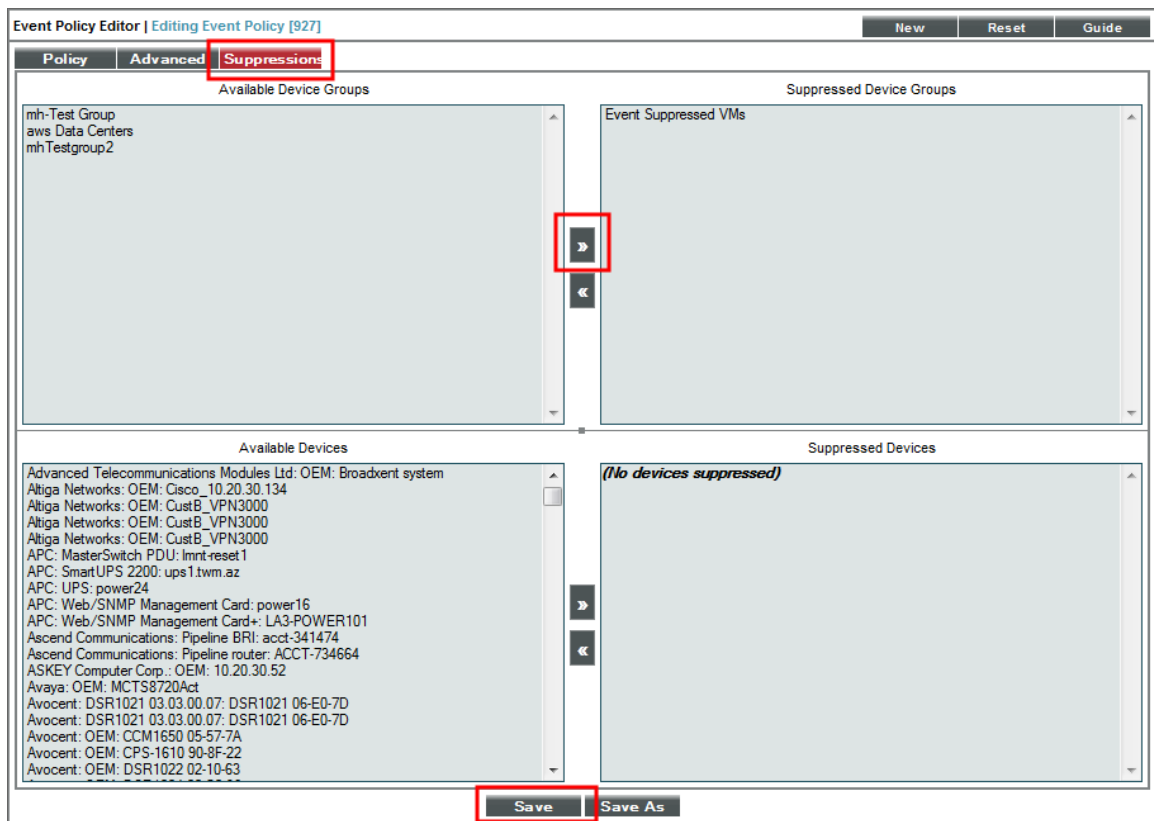 Event Policy Editor | Editing Event Policy [927]
New
Reset
Guide
Policy
Advanced
Suppressions
Available Device Groups
Suppressed Device Groups
mh-Test Group
aws Data Centers
mhTestgroup2
Event Suppressed VMs
»
«
Available Devices
Suppressed Devices
Advanced Telecommunications Modules Ltd: OEM: Broadxent system
Altiga Networks: OEM: Cisco_10.20.30.134
Altiga Networks: OEM: CustB_VPN3000
Altiga Networks: OEM: CustB_VPN3000
Altiga Networks: OEM: CustB_VPN3000
APC: MasterSwitch PDU: lmnt-reset1
APC: SmartUPS 2200: ups1.twm.az
APC: UPS: power24
APC: Web/SNMP Management Card: power16
APC: Web/SNMP Management Card+: LA3-POWER101
Ascend Communications: Pipeline BRI: acct-341474
Ascend Communications: Pipeline router: ACCT-734664
ASKEY Computer Corp.: OEM: 10.20.30.52
Avaya: OEM: MCTS8720Act
Avocent: DSR1021 03.03.00.07: DSR1021 06-E0-7D
Avocent: DSR1021 03.03.00.07: DSR1021 06-E0-7D
Avocent: OEM: CCM1650 05-57-7A
Avocent: OEM: CPS-1610 90-8F-22
Avocent: OEM: DSR1022 02-10-63
(No devices suppressed)
»
«
Save
Save As